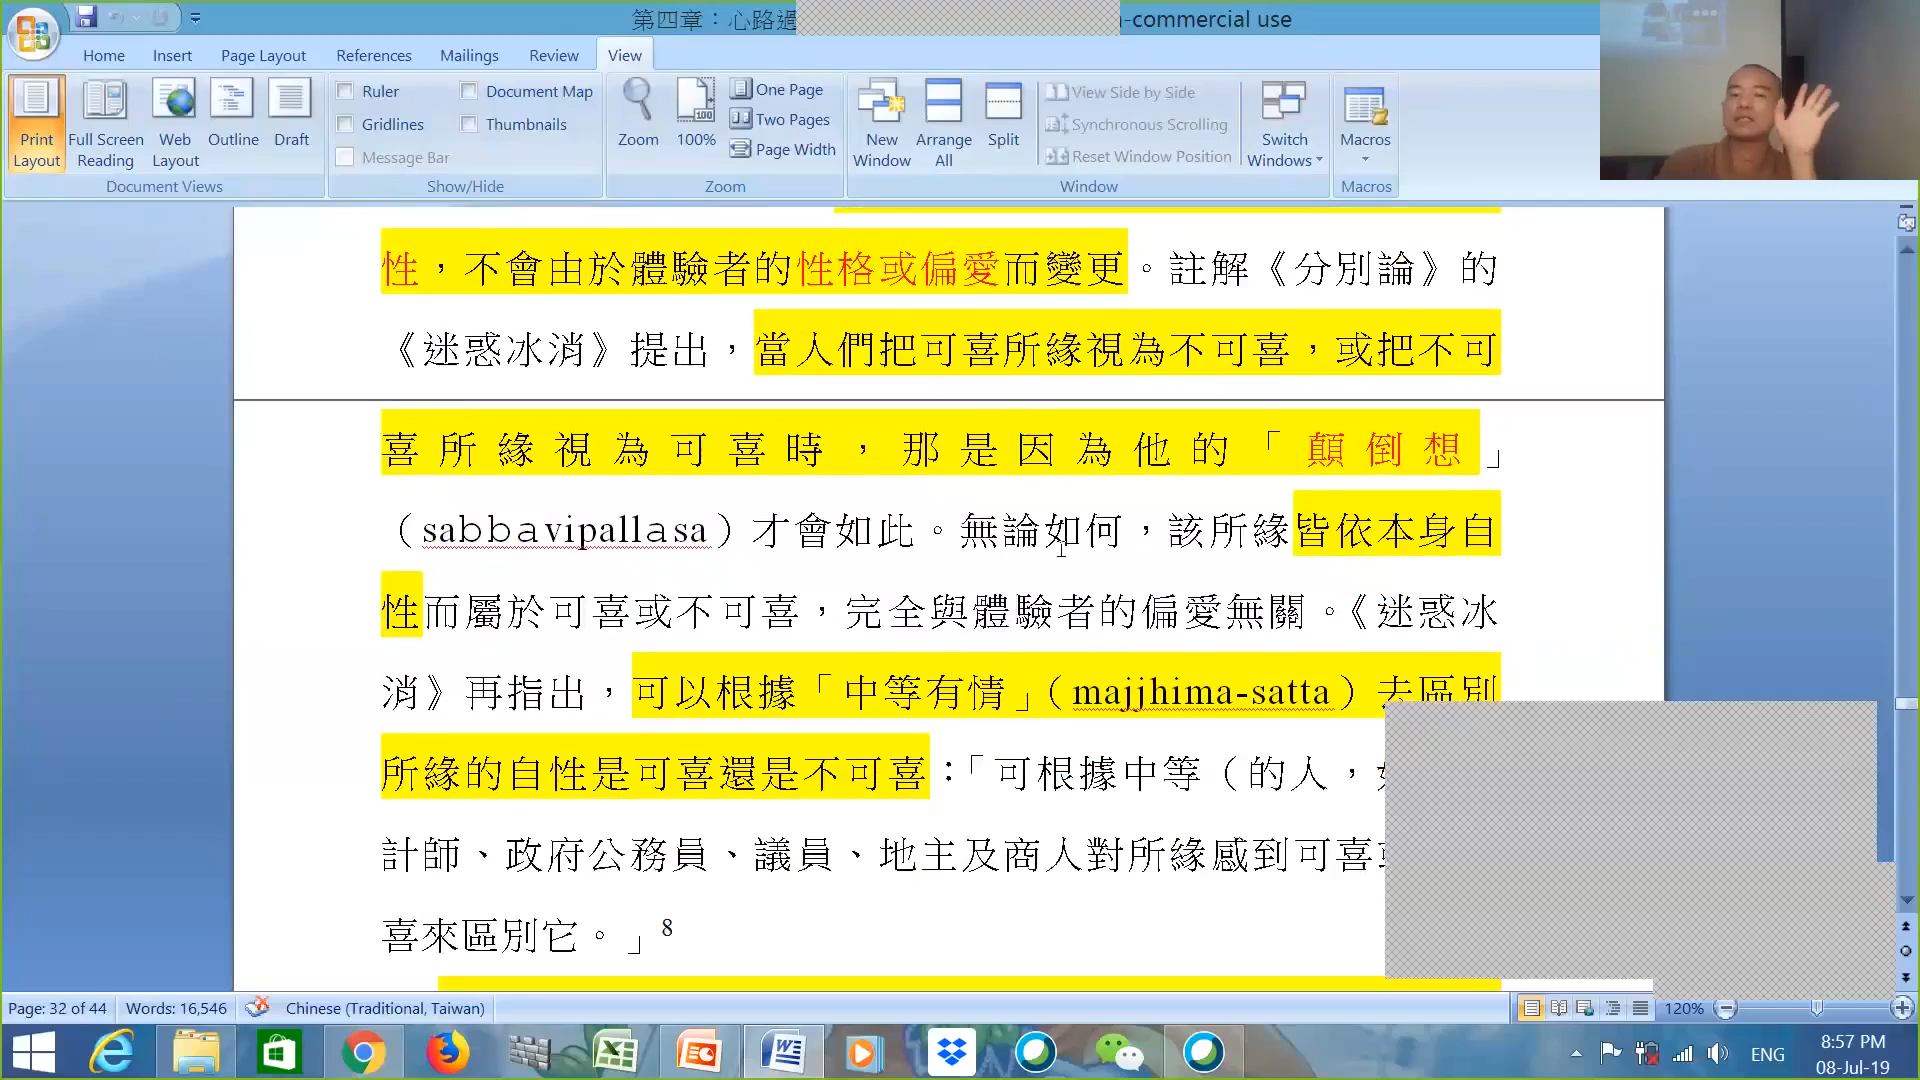 第四章：心路過
-commercial use
Home Insert Page Layout References Mailings Review View
Print Layout
Full Screen Reading
Web Layout
Outline
Draft
Document Views
Ruler
Gridlines
Message Bar
Document Map
Thumbnails
Show/Hide
Zoom
100%
One Page
Two Pages
Page Width
Zoom
New Window
Arrange All
Split
View Side by Side
Synchronous Scrolling
Reset Window Position
Switch Windows
Window
Macros
Macros
性，不會由於體驗者的性格或偏愛而變更。註解《分別論》的
《迷惑冰消》提出，當人們把可喜所緣視為不可喜，或把不可
喜所緣視為可喜時，那是因為他的「顛倒想」
（sabbavipallasa）才會如此。無論如何，該所緣皆依本身自
性而屬於可喜或不可喜，完全與體驗者的偏愛無關。《迷惑冰
消》再指出，可以根據「中等有情」（majjhima-satta）去區別
所緣的自性是可喜還是不可喜：「可根據中等（的人，
計師、政府公務員、議員、地主及商人對所緣感到可喜
喜來區別它。」8
Page: 32 of 44 Words: 16,546 Chinese (Traditional, Taiwan) 120%
ENG
8:57 PM
08-Jul-19